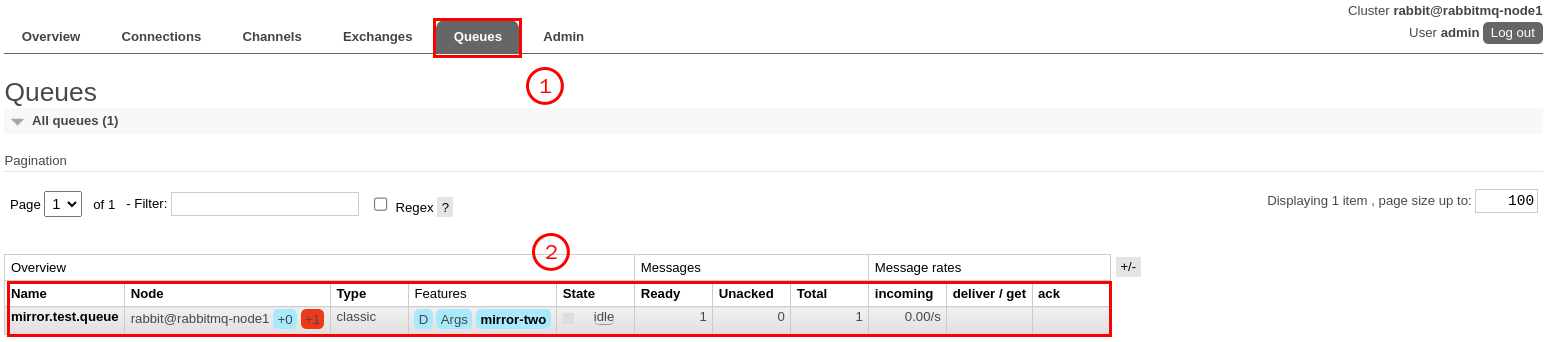 Cluster rabbit@rabbitmq-node1
User admin Log out
Overview Connections Channels Exchanges Queues Admin
1
Queues
All queues (1)
Pagination
Page 1 of 1 - Filter: Regex ? Displaying 1 item , page size up to: 100
2
Overview Messages Message rates +/-
Name Node Type Features State Ready Unacked Total incoming deliver / get ack
mirror.test.queue rabbit@rabbitmq-node1 +0 +1 classic D Args mirror-two idle 1 0 1 0.00/s